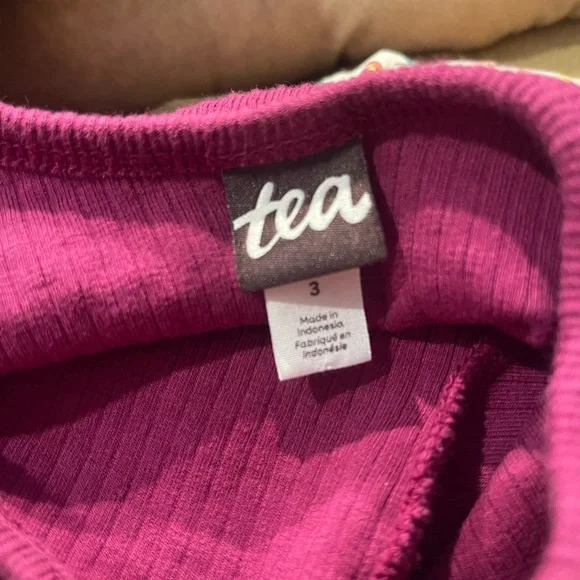 tea
3
Made in
Indonesia
Fabriqué en
Indonésie